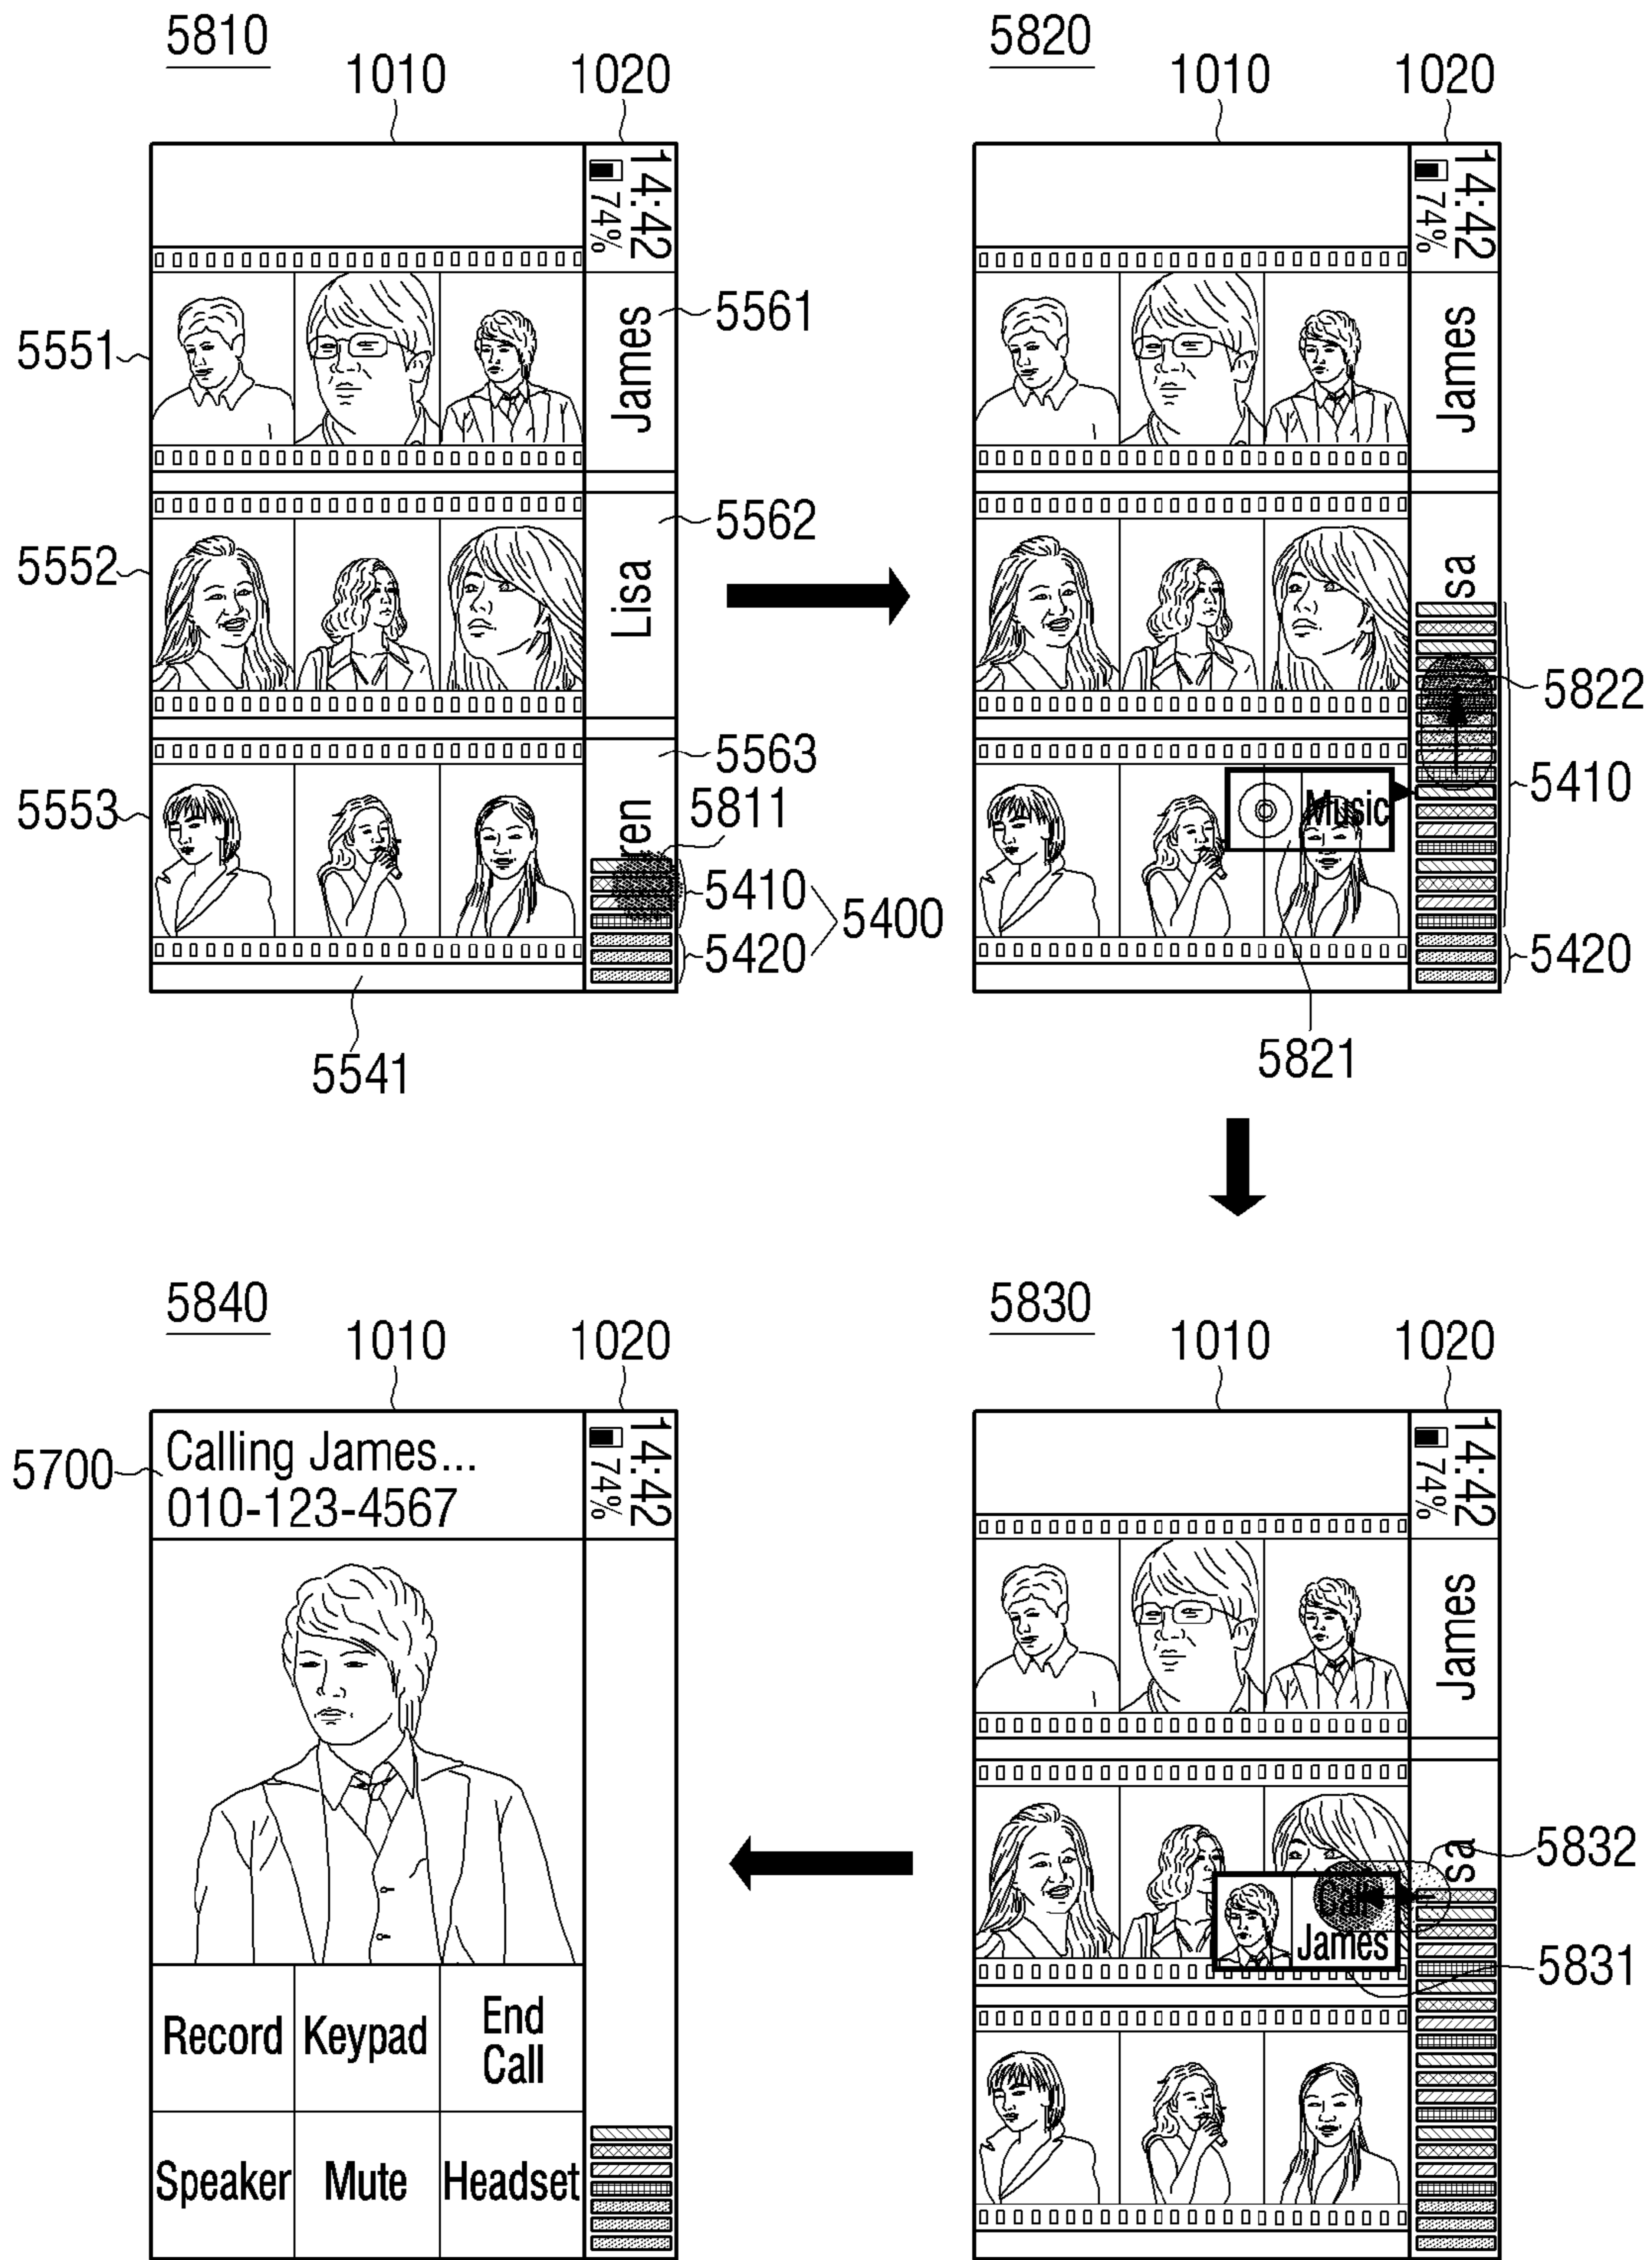 5810
1010
1020
14:42
74%
5551
James
5561
5552
Lisa
5562
5553
5563
ren
5811
5410
5420
5400
5541
5820
1010
1020
14:42
74%
James
sa
5822
Music
5410
5420
5821
5840
1010
1020
5700
Calling James...
010-123-4567
14:42
74%
Record
Keypad
End
Call
Speaker
Mute
Headset
5830
1010
1020
14:42
74%
James
sa
5832
Call
James
5831